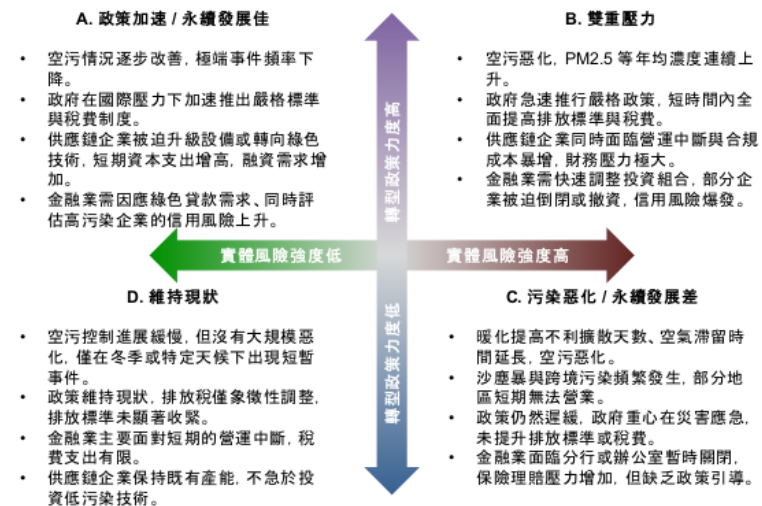 A. 政策加速 / 永續發展佳
• 空污情況逐步改善，極端事件頻率下
降。
• 政府在國際壓力下加速推出嚴格標準
與稅費制度。
• 供應鏈企業被迫升級設備或轉向綠色
技術，短期資本支出增高，融資需求增
加。
• 金融業需因應綠色貸款需求、同時評
估高污染企業的信用風險上升。
B. 雙重壓力
• 空污惡化，PM2.5 等年均濃度連續上
升。
• 政府急速推行嚴格政策，短時間內全
面提高排放標準與稅費。
• 供應鏈企業同時面臨營運中斷與合規
成本暴增，財務壓力極大。
• 金融業需快速調整投資組合，部分企
業被迫倒閉或撤資，信用風險爆發。
轉型政策力度高
實體風險強度低
實體風險強度高
轉型政策力度低
D. 維持現狀
• 空污控制進展緩慢，但沒有大規模惡
化，僅在冬季或特定天候下出現短暫
事件。
• 政策維持現狀，排放稅僅象徵性調整，
排放標準未顯著收緊。
• 金融業主要面對短期的營運中斷，稅
費支出有限。
• 供應鏈企業保持既有產能，不急於投
資低污染技術。
C. 污染惡化 / 永續發展差
• 暖化提高不利擴散天數、空氣滯留時
間延長，空污惡化。
• 沙塵暴與跨境污染頻繁發生，部分地
區短期無法營業。
• 政策仍然遲緩，政府重心在災害應急，
未提升排放標準或稅費。
• 金融業面臨分行或辦公室暫時關閉，
保險理賠壓力增加，但缺乏政策引導。